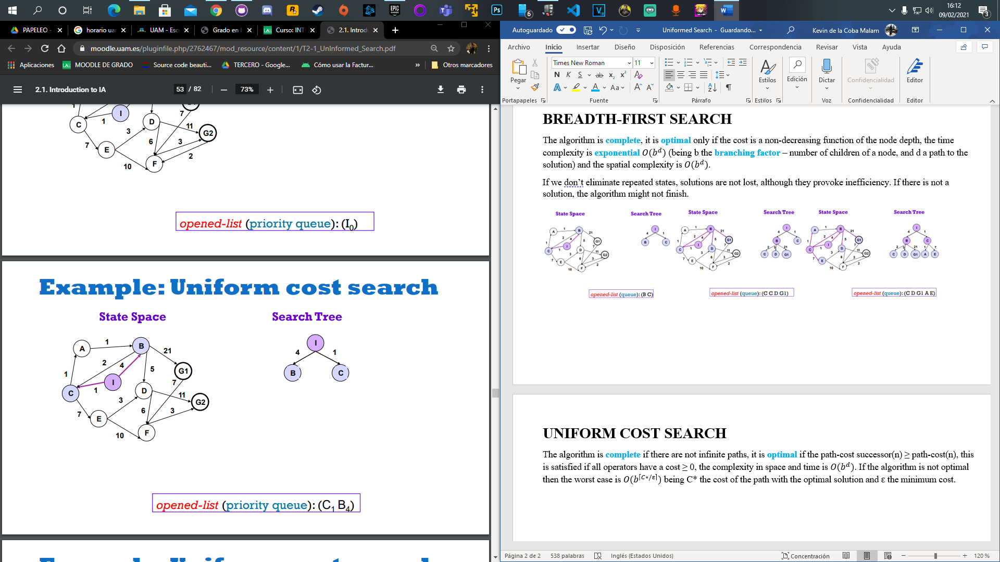 16:12
09/02/2021
6
3
PAPELEO -
horario ua
UAM - Esc
Grado en I
Curso: INT
2.1. Introdu
moodle.uam.es/pluginfile.php/2762467/mod_resource/content/1/T2-1_UnInformed_Search.pdf
Aplicaciones
MOODLE DE GRADO
Source code beauti...
TERCERO - Google...
Cómo usar la Factur...
»
Otros marcadores
2.1. Introduction to IA
53 / 82
73%
1
I
C
1
D
7
11
G2
3
7
E
6
3
2
F
10
opened-list (priority queue): (I0)
Example: Uniform cost search
State Space
Search Tree
A
1
B
21
2
4
5
G1
1
I
7
C
1
D
11
G2
3
7
E
6
3
10
F
I
4
1
B
C
opened-list (priority queue): (C1 B4)
Autoguardado
Uniformed Search - Guardando...
Kevin de la Coba Malam
Archivo
Inicio
Insertar
Diseño
Disposición
Referencias
Correspondencia
Revisar
Vista
Ayuda
Pegar
Times New Roman
11
N K S ab x2 x2
A A Aa A A
Estilos
Edición
Dictar
Confidencialidad
Editor
Portapapeles
Fuente
Párrafo
Estilos
Voz
Confidencialidad
Editor
BREADTH-FIRST SEARCH
The algorithm is complete, it is optimal only if the cost is a non-decreasing function of the node depth, the time
complexity is exponential O(b^d) (being b the branching factor – number of children of a node, and d a path to the
solution) and the spatial complexity is O(b^d).
If we don’t eliminate repeated states, solutions are not lost, although they provoke inefficiency. If there is not a
solution, the algorithm might not finish.
State Space
Search Tree
State Space
Search Tree
State Space
Search Tree
opened-list (queue): (B C)
opened-list (queue): (C C D G1)
opened-list (queue): (C D G1 A E)
UNIFORM COST SEARCH
The algorithm is complete if there are not infinite paths, it is optimal if the path-cost successor(n) ≥ path-cost(n), this
is satisfied if all operators have a cost ≥ 0, the complexity in space and time is O(b^d). If the algorithm is not optimal
then the worst case is O(b^⌈C*/ε⌉) being C* the cost of the path with the optimal solution and ε the minimum cost.
Página 2 de 2
538 palabras
Inglés (Estados Unidos)
Concentración
120 %